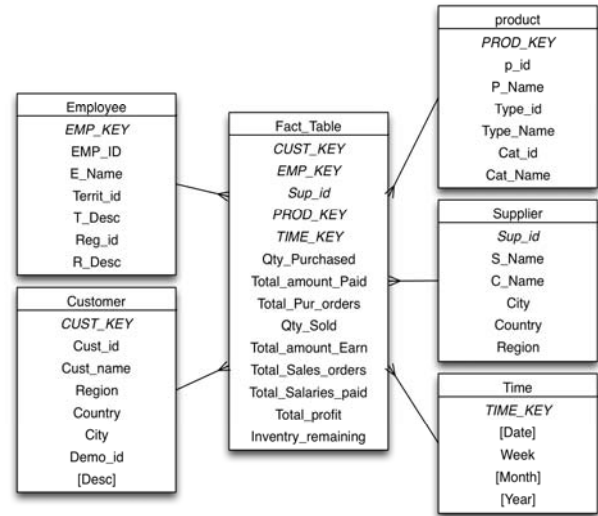 Employee
EMP_KEY
EMP_ID
E_Name
Territ_id
T_Desc
Reg_id
R_Desc
Customer
CUST_KEY
Cust_id
Cust_name
Region
Country
City
Demo_id
[Desc]
Fact_Table
CUST_KEY
EMP_KEY
Sup_id
PROD_KEY
TIME_KEY
Qty_Purchased
Total_amount_Paid
Total_Pur_orders
Qty_Sold
Total_amount_Earn
Total_Sales_orders
Total_Salaries_paid
Total_profit
Inventry_remaining
product
PROD_KEY
p_id
P_Name
Type_id
Type_Name
Cat_id
Cat_Name
Supplier
Sup_id
S_Name
C_Name
City
Country
Region
Time
TIME_KEY
[Date]
Week
[Month]
[Year]